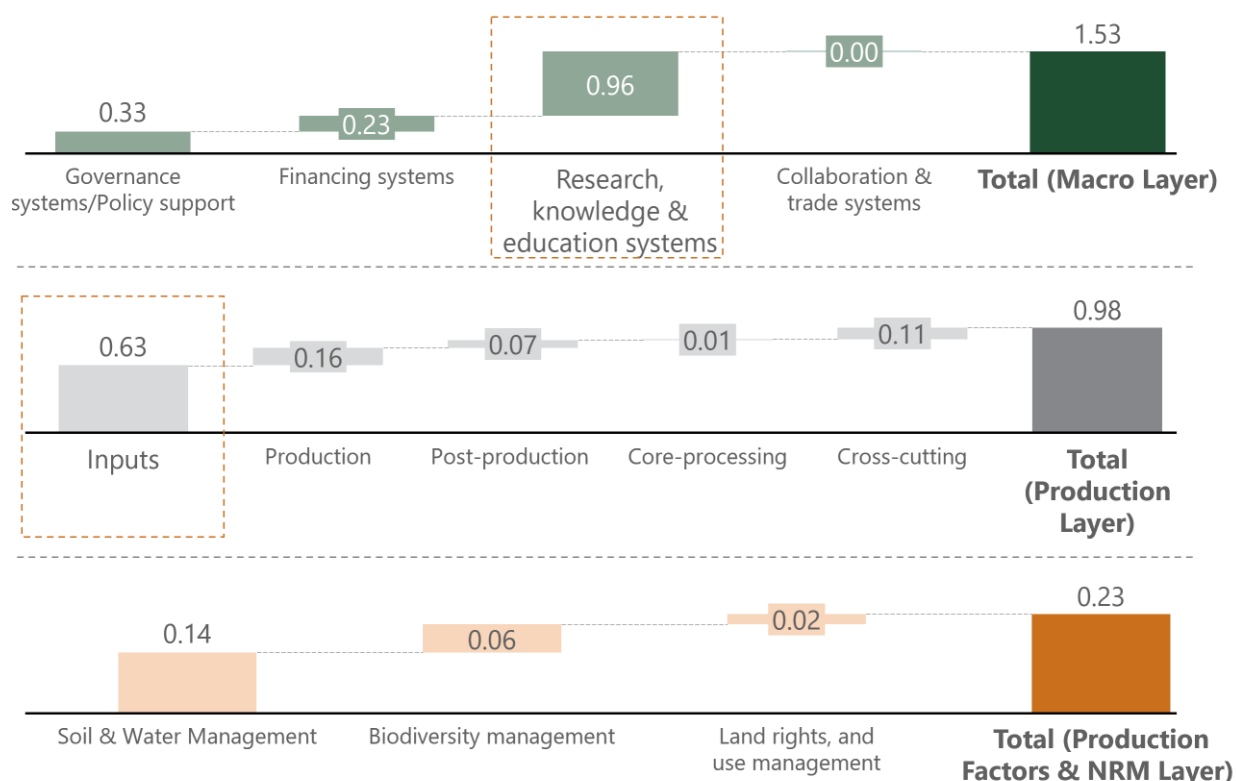 0.33
0.23
0.96
0.00
1.53
Governance
systems/Policy support
Financing systems
Research,
knowledge &
education systems
Collaboration &
trade systems
Total (Macro Layer)
0.63
0.16
0.07
0.01
0.11
0.98
Inputs
Production
Post-production
Core-processing
Cross-cutting
Total
(Production
Layer)
0.14
0.06
0.02
0.23
Soil & Water Management
Biodiversity management
Land rights, and
use management
Total (Production
Factors & NRM Layer)